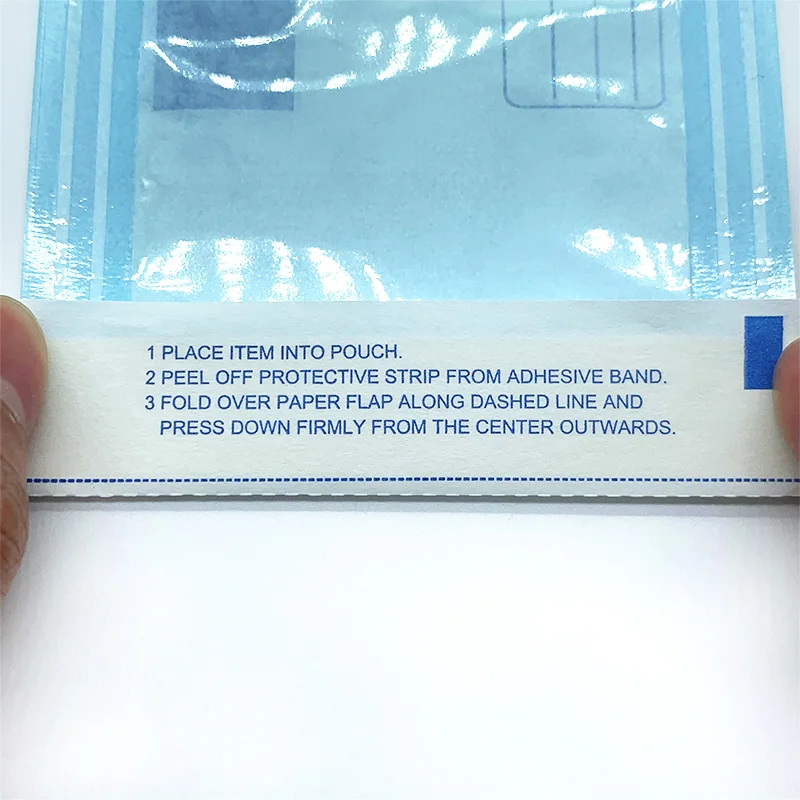 1 PLACE ITEM INTO POUCH.
2 PEEL OFF PROTECTIVE STRIP FROM ADHESIVE BAND.
3 FOLD OVER PAPER FLAP ALONG DASHED LINE AND
PRESS DOWN FIRMLY FROM THE CENTER OUTWARDS.